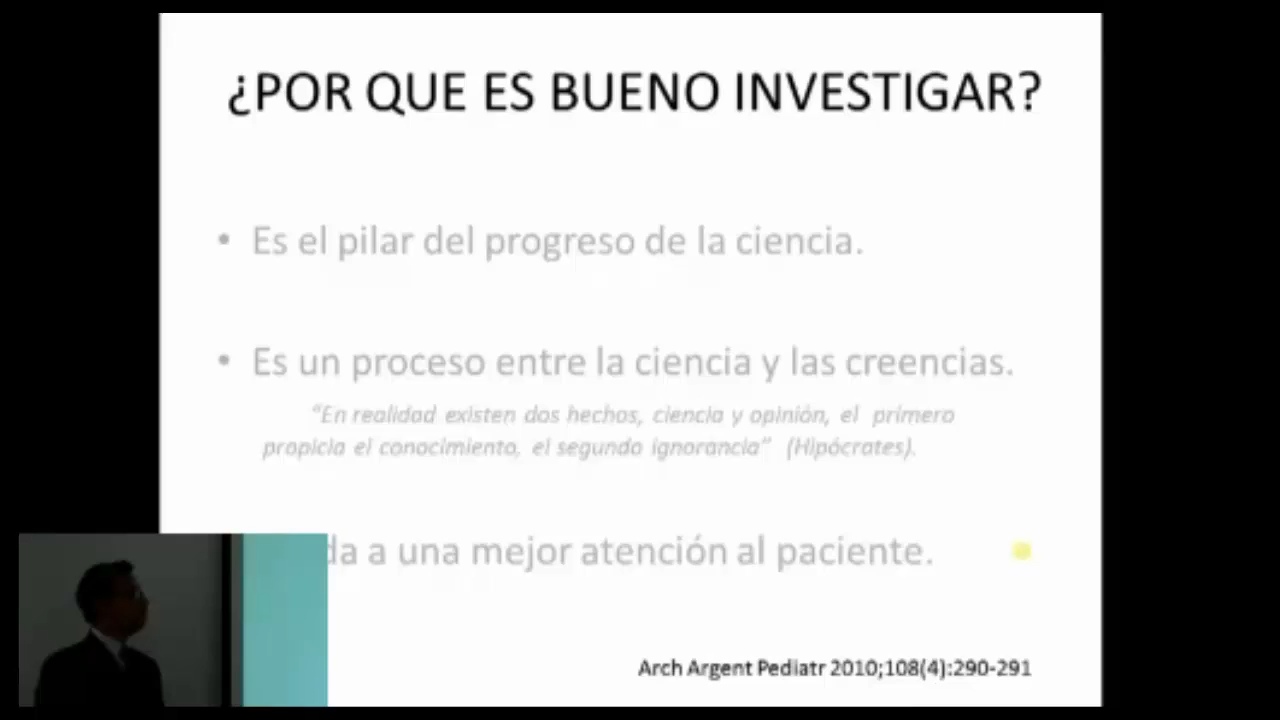 ¿POR QUE ES BUENO INVESTIGAR?
• Es el pilar del progreso de la ciencia.
• Es un proceso entre la ciencia y las creencias.
“En realidad existen dos hechos, ciencia y opinión, el primero
propicia el conocimiento, el segundo ignorancia” (Hipócrates).
da a una mejor atención al paciente.
Arch Argent Pediatr 2010;108(4):290-291